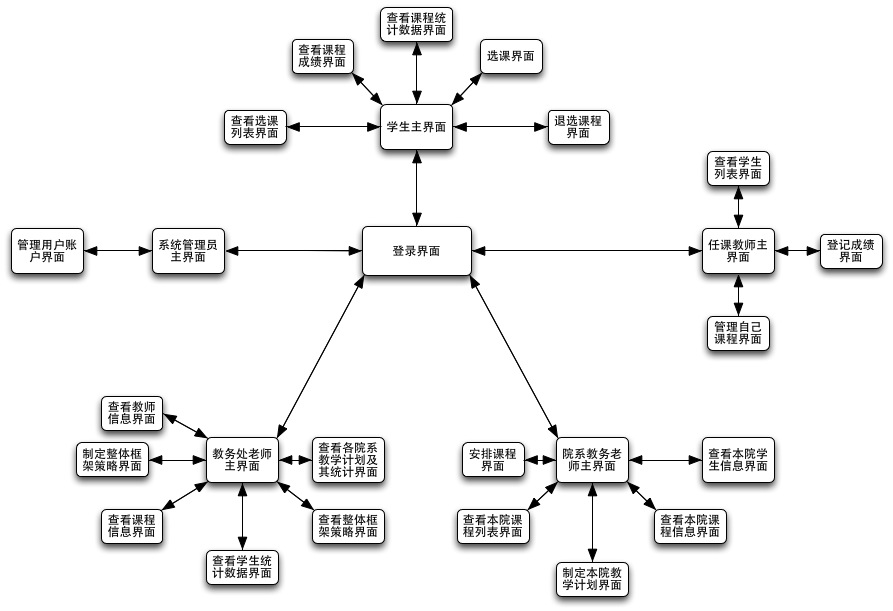 查看课程统
计数据界面
查看课程
成绩界面
选课界面
查看选课
列表界面
学生主界面
退选课程
界面
查看学生
列表界面
管理用户账
户界面
系统管理员
主界面
登录界面
任课教师主
界面
登记成绩
界面
管理自己
课程界面
查看教师
信息界面
制定整体框
架策略界面
教务处老师
主界面
查看各院系
教学计划及
其统计界面
安排课程
界面
院系教务老
师主界面
查看本院学
生信息界面
查看课程
信息界面
查看整体框
架策略界面
查看本院课
程列表界面
查看本院课
程信息界面
查看学生统
计数据界面
制定本院教
学计划界面